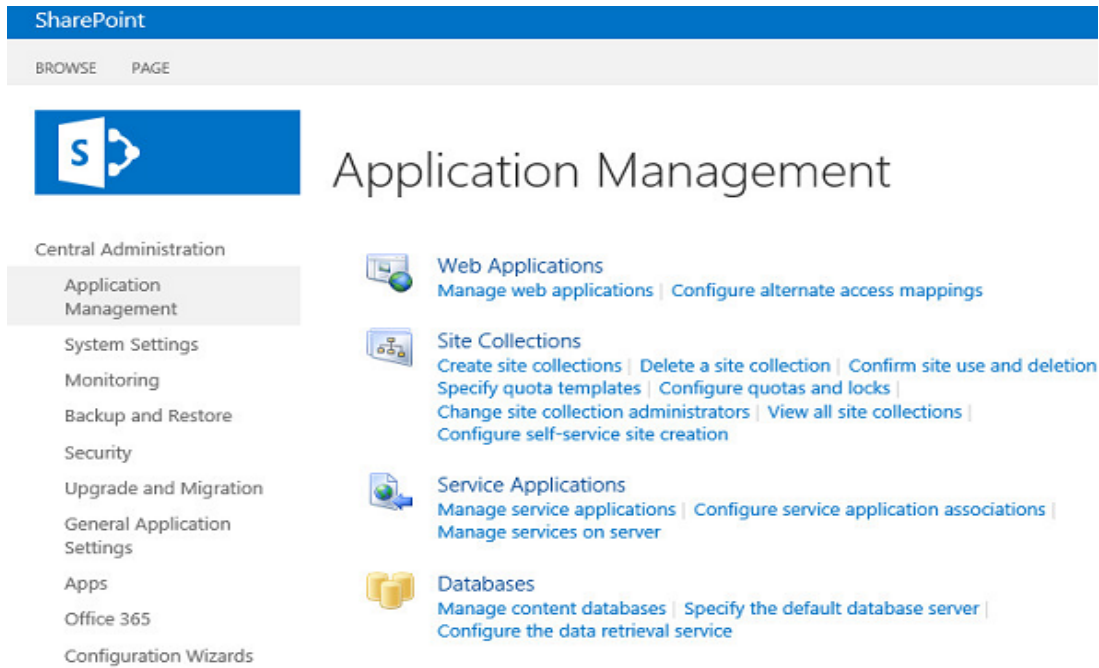 SharePoint
BROWSE PAGE
S
Application Management
Central Administration
Application
Management
System Settings
Monitoring
Backup and Restore
Security
Upgrade and Migration
General Application
Settings
Apps
Office 365
Configuration Wizards
Web Applications
Manage web applications | Configure alternate access mappings
Site Collections
Create site collections | Delete a site collection | Confirm site use and deletion
Specify quota templates | Configure quotas and locks |
Change site collection administrators | View all site collections |
Configure self-service site creation
Service Applications
Manage service applications | Configure service application associations |
Manage services on server
Databases
Manage content databases | Specify the default database server |
Configure the data retrieval service